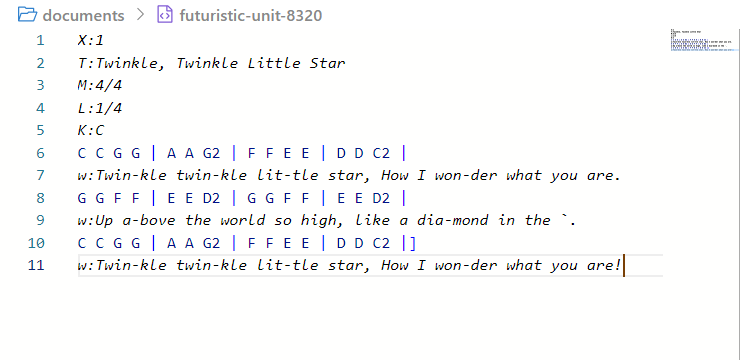 documents > futuristic-unit-8320
1 X:1
2 T:Twinkle, Twinkle Little Star
3 M:4/4
4 L:1/4
5 K:C
6 C C G G | A A G2 | F F E E | D D C2 |
7 w:Twin-kle twin-kle lit-tle star, How I won-der what you are.
8 G G F F | E E D2 | G G F F | E E D2 |
9 w:Up a-bove the world so high, like a dia-mond in the `.
10 C C G G | A A G2 | F F E E | D D C2 |]
11 w:Twin-kle twin-kle lit-tle star, How I won-der what you are!